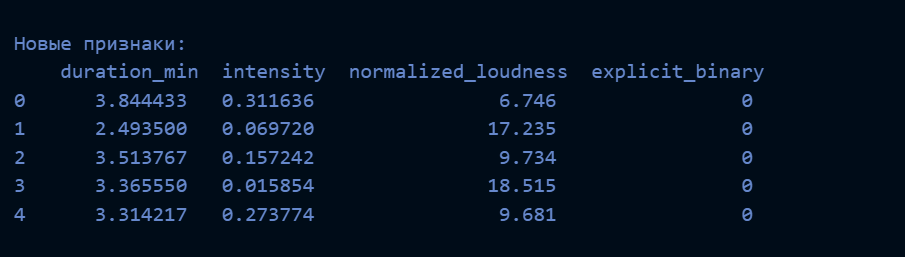 Новые признаки:
duration_min intensity normalized_loudness explicit_binary
0 3.844433 0.311636 6.746 0
1 2.493500 0.069720 17.235 0
2 3.513767 0.157242 9.734 0
3 3.365550 0.015854 18.515 0
4 3.314217 0.273774 9.681 0